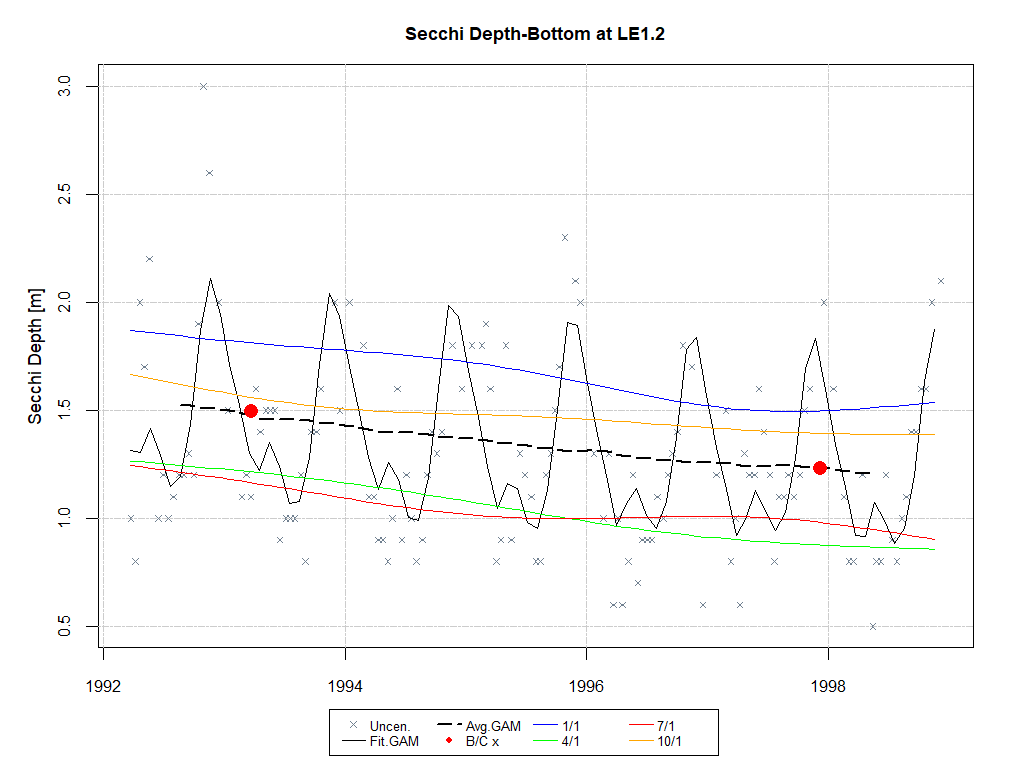 Secchi Depth-Bottom at LE1.2
Secchi Depth [m]
3.0
2.5
2.0
1.5
1.0
0.5
1992 1994 1996 1998
Uncen. Avg.GAM 1/1 7/1
Fit.GAM B/C x 4/1 10/1